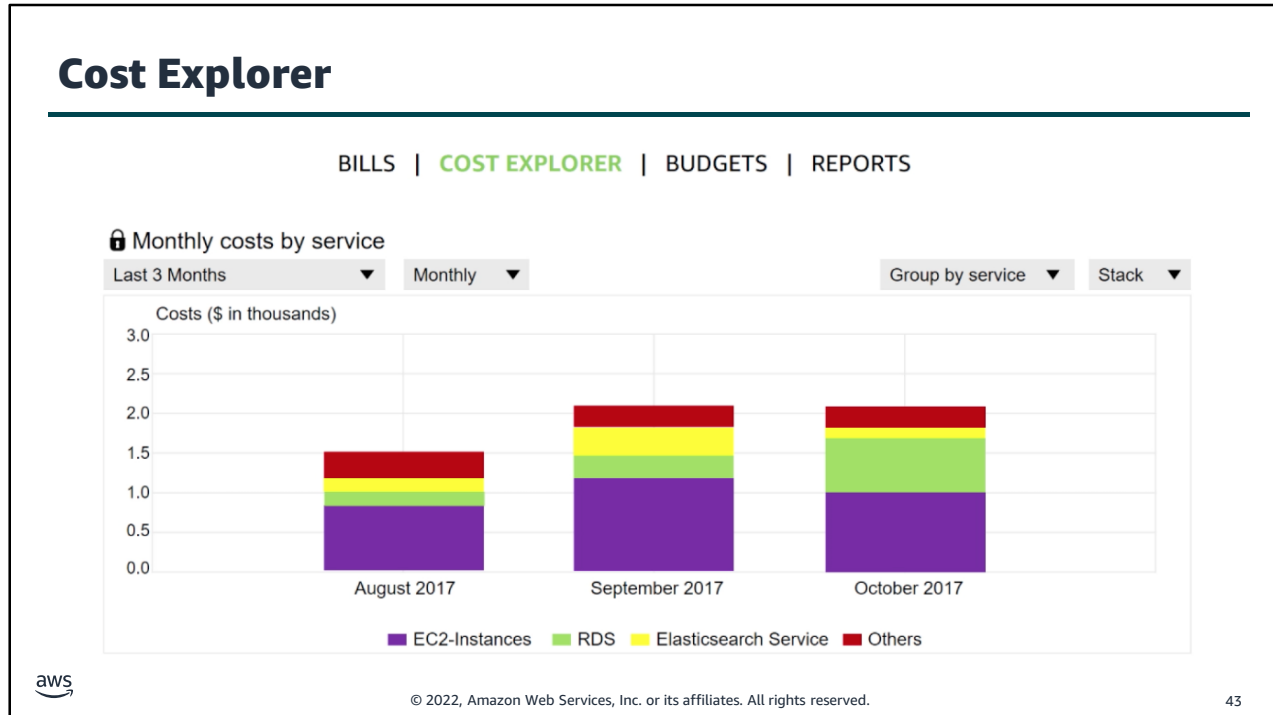 Cost Explorer
BILLS | COST EXPLORER | BUDGETS | REPORTS
Monthly costs by service
Last 3 Months Monthly Group by service Stack
Costs ($ in thousands)
3.0
2.5
2.0
1.5
1.0
0.5
0.0
August 2017 September 2017 October 2017
EC2-Instances RDS Elasticsearch Service Others
aws
© 2022, Amazon Web Services, Inc. or its affiliates. All rights reserved. 43